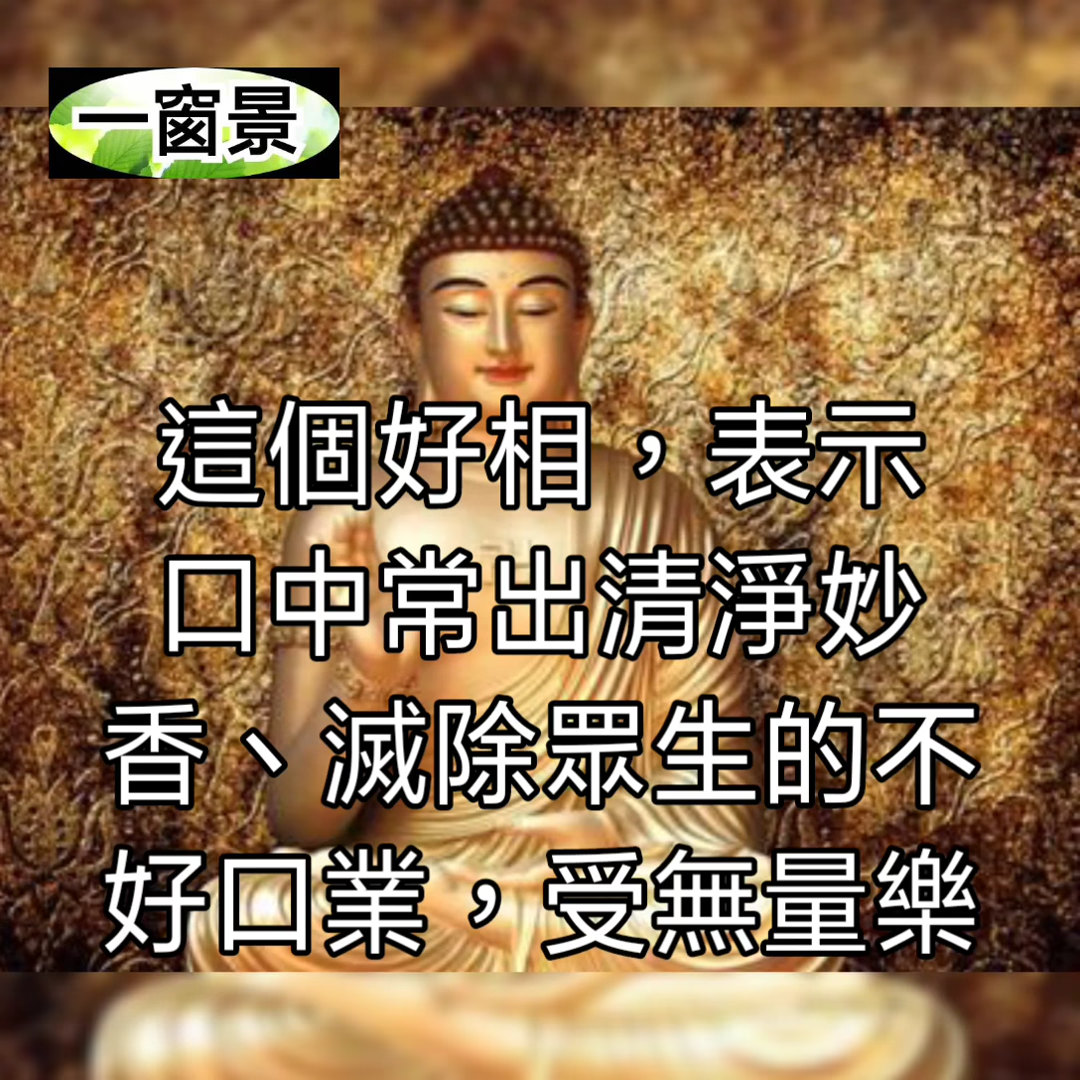 一窗景
這個好相，表示
口中常出清淨妙
香、滅除眾生的不
好口業，受無量樂